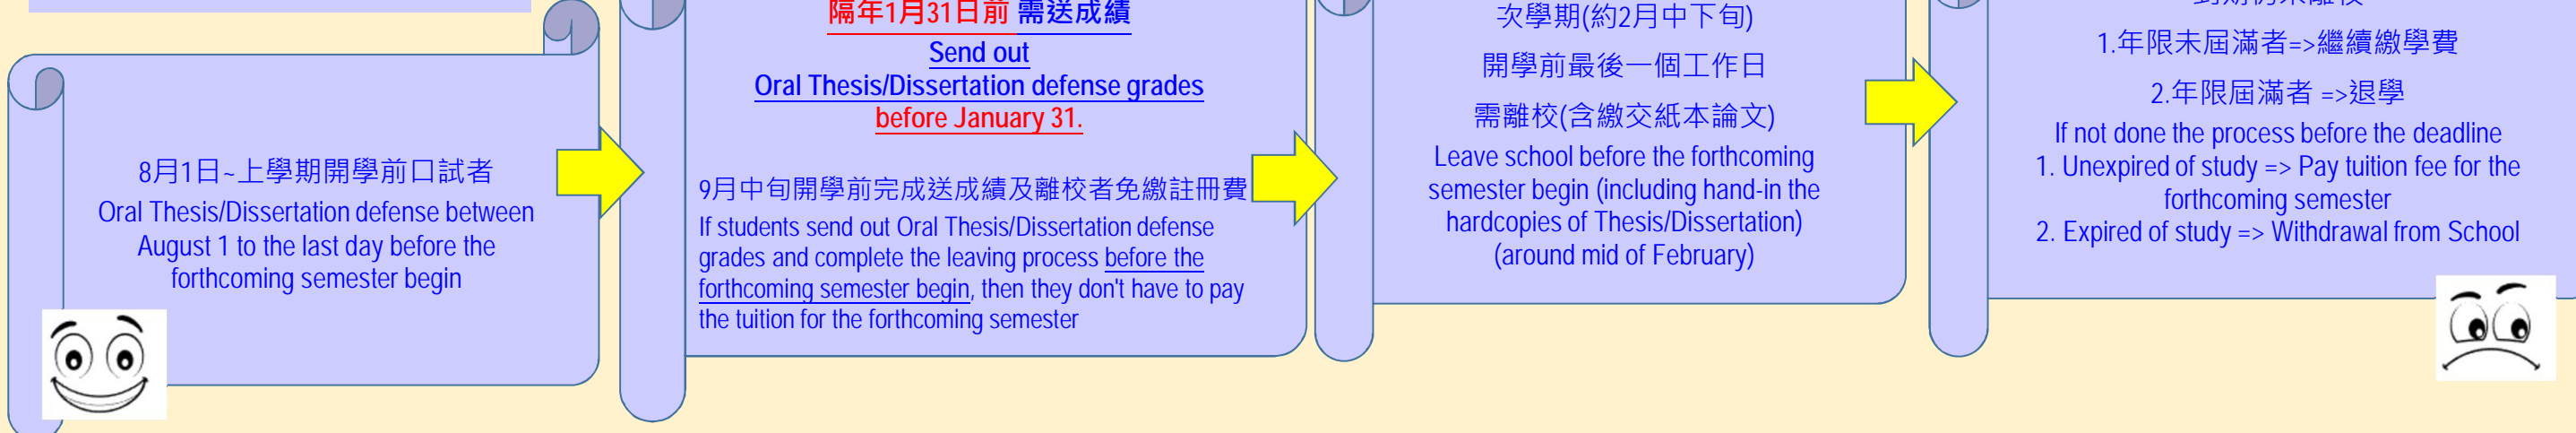 8月1日~上學期開學前口試者
Oral Thesis/Dissertation defense between
August 1 to the last day before the
forthcoming semester begin
隔年1月31日前 需送成績
Send out
Oral Thesis/Dissertation defense grades
before January 31.
9月中旬開學前完成送成績及離校者免繳註冊費
If students send out Oral Thesis/Dissertation defense
grades and complete the leaving process before the
forthcoming semester begin, then they don't have to pay
the tuition for the forthcoming semester
次學期(約2月中下旬)
開學前最後一個工作日
需離校(含繳交紙本論文)
Leave school before the forthcoming
semester begin (including hand-in the
hardcopies of Thesis/Dissertation)
(around mid of February)
1.年限未屆滿者=>繼續繳學費
2.年限屆滿者 =>退學
If not done the process before the deadline
1. Unexpired of study => Pay tuition fee for the
forthcoming semester
2. Expired of study => Withdrawal from School